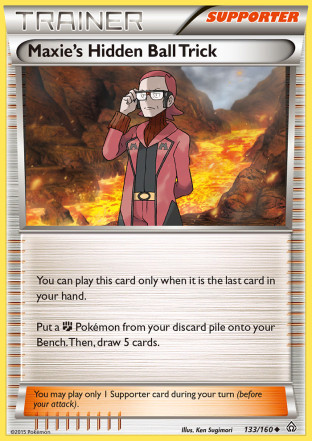 TRAINER SUPPORTER
Maxie's Hidden Ball Trick
You can play this card only when it is the last card in
your hand.
Put a Pokémon from your discard pile onto your
Bench. Then, draw 5 cards.
You may play only 1 Supporter card during your turn (before
your attack).
©2015 Pokémon
Illus. Ken Sugimori
133/160